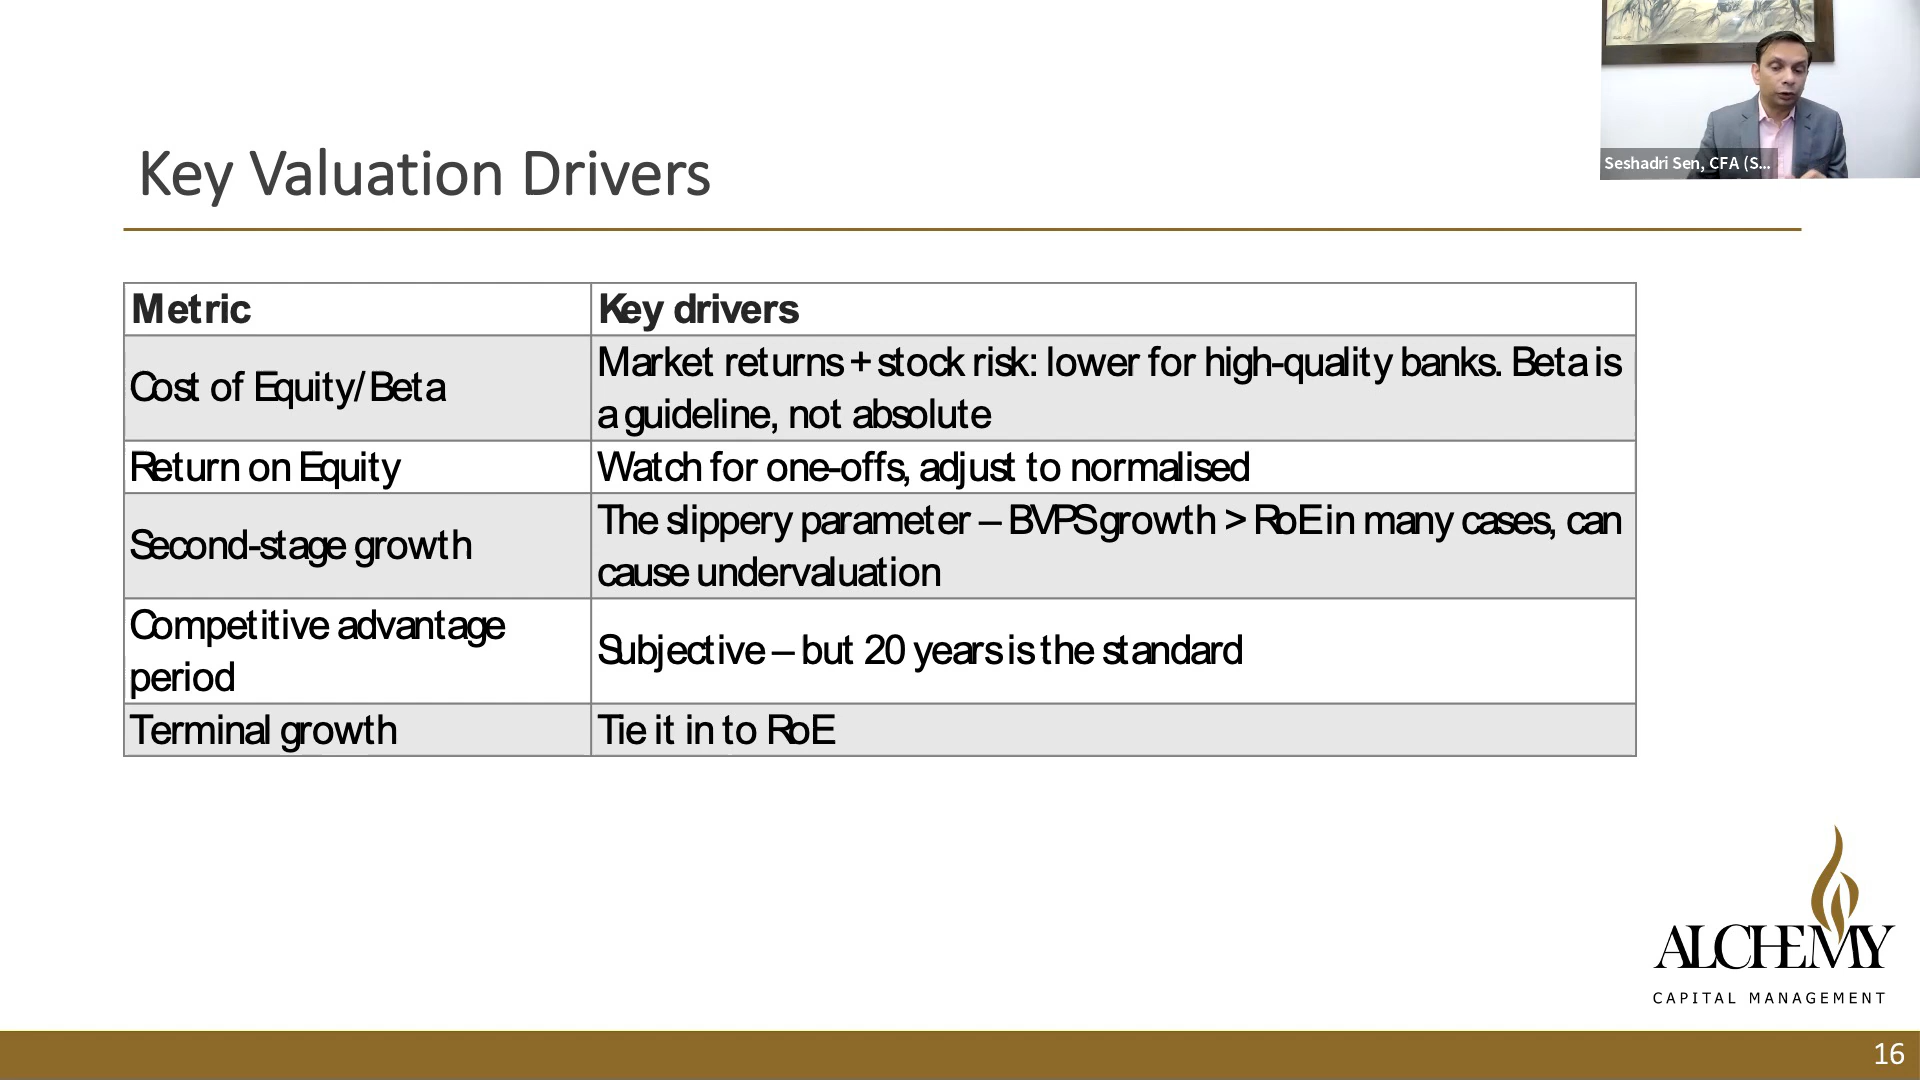 Seshadri Sen, CFA (S...
Key Valuation Drivers
Metric
Key drivers
Cost of Equity/Beta
Market returns + stock risk: lower for high-quality banks. Beta is
a guideline, not absolute
Return on Equity
Watch for one-offs, adjust to normalised
Second-stage growth
The slippery parameter – BVPS growth > RoE in many cases, can
cause undervaluation
Competitive advantage
period
Subjective – but 20 years is the standard
Terminal growth
Tie it in to RoE
ALCHEMY
CAPITAL MANAGEMENT
16